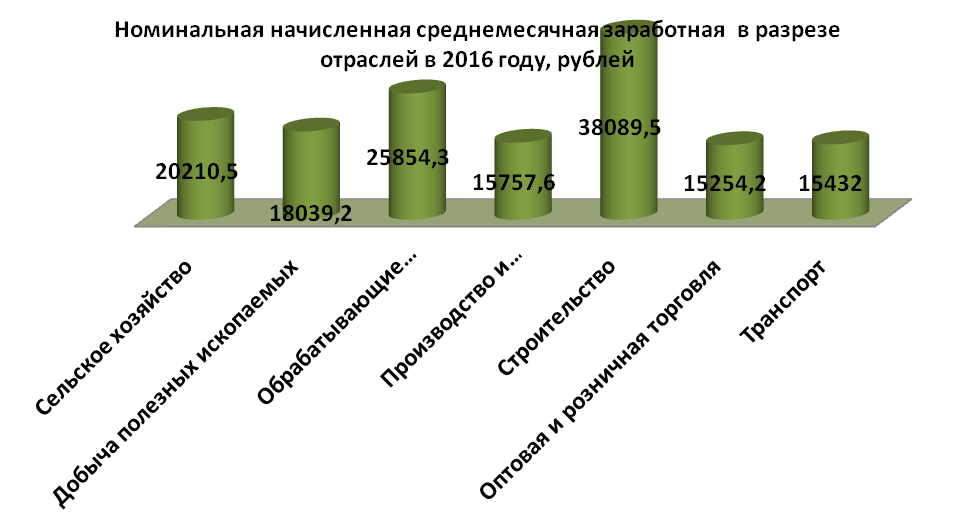 Номинальная начисленная среднемесячная заработная в разрезе
отраслей в 2016 году, рублей
20210,5
18039,2
25854,3
15757,6
38089,5
15254,2
15432
Сельское хозяйство
Добыча полезных ископаемых
Обрабатывающие...
Производство и...
Строительство
Оптовая и розничная торговля
Транспорт